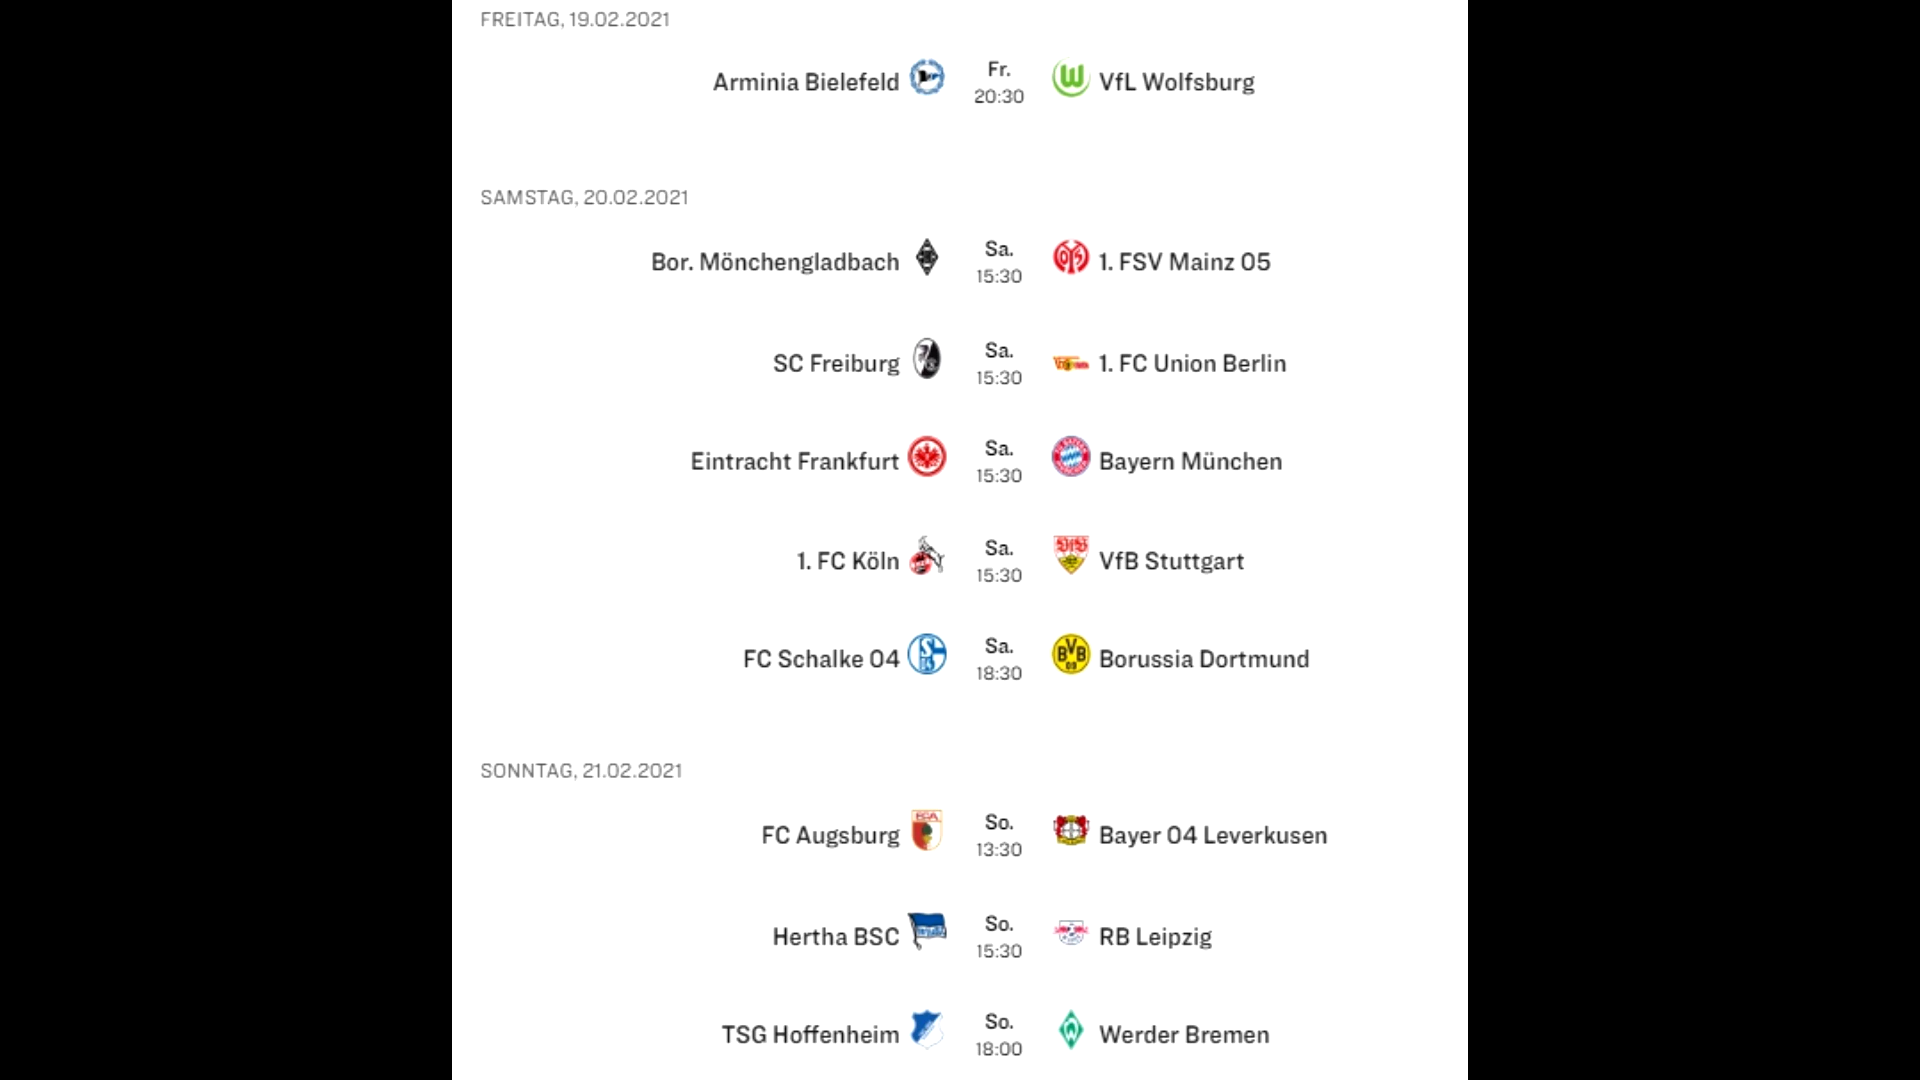 FREITAG, 19.02.2021
Arminia Bielefeld Fr. 20:30 VfL Wolfsburg
SAMSTAG, 20.02.2021
Bor. Mönchengladbach Sa. 15:30 1. FSV Mainz 05
SC Freiburg Sa. 15:30 1. FC Union Berlin
Eintracht Frankfurt Sa. 15:30 Bayern München
1. FC Köln Sa. 15:30 VfB Stuttgart
FC Schalke 04 Sa. 18:30 Borussia Dortmund
SONNTAG, 21.02.2021
FC Augsburg So. 13:30 Bayer 04 Leverkusen
Hertha BSC So. 15:30 RB Leipzig
TSG Hoffenheim So. 18:00 Werder Bremen